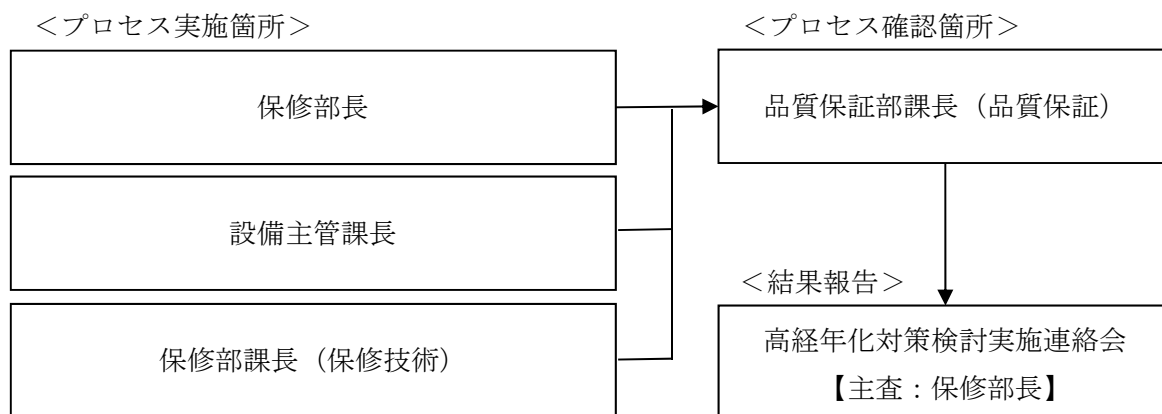 ＜プロセス実施箇所＞
保修部長
設備主管課長
保修部課長（保修技術）
＜プロセス確認箇所＞
品質保証部課長（品質保証）
＜結果報告＞
高経年化対策検討実施連絡会
【主査：保修部長】